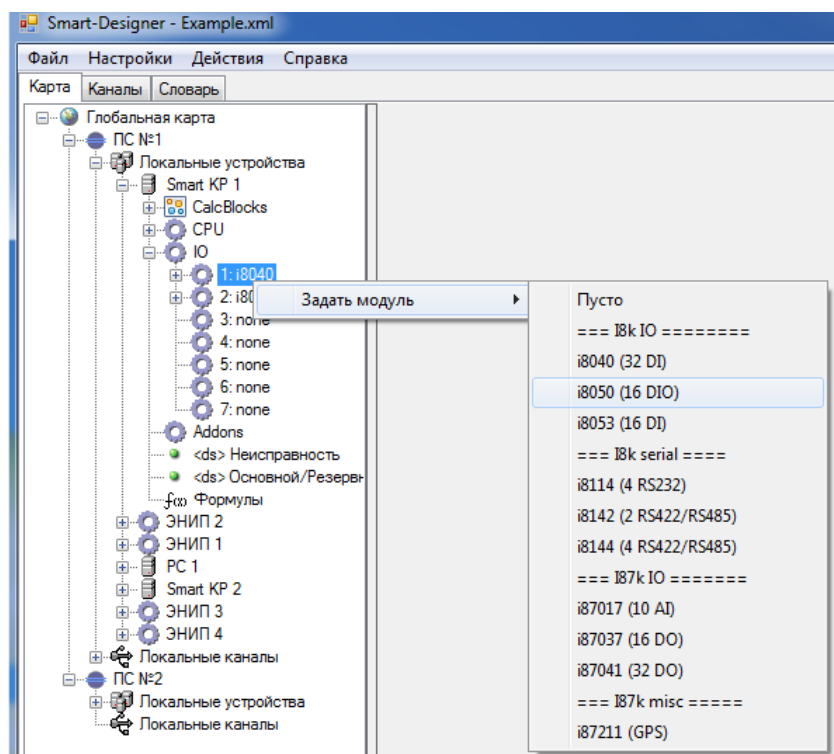 Smart-Designer - Example.xml
Файл Настройки Действия Справка
Карта Каналы Словарь
Глобальная карта
ПС №1
Локальные устройства
Smart КР 1
CalcBlocks
CPU
IO
1: i8040
2: i80
3: none
4: none
5: none
6: none
7: none
Addons
<ds> Неисправность
<ds> Основной/Резервн
f(x) Формулы
ЭНИП 2
ЭНИП 1
PC 1
Smart КР 2
ЭНИП 3
ЭНИП 4
Локальные каналы
ПС №2
Локальные устройства
Локальные каналы
Задать модуль
Пусто
=== I8k IO ========
i8040 (32 DI)
i8050 (16 DIO)
i8053 (16 DI)
=== I8k serial ====
i8114 (4 RS232)
i8142 (2 RS422/RS485)
i8144 (4 RS422/RS485)
=== I87k IO =======
i87017 (10 AI)
i87037 (16 DO)
i87041 (32 DO)
=== I87k misc =====
i87211 (GPS)